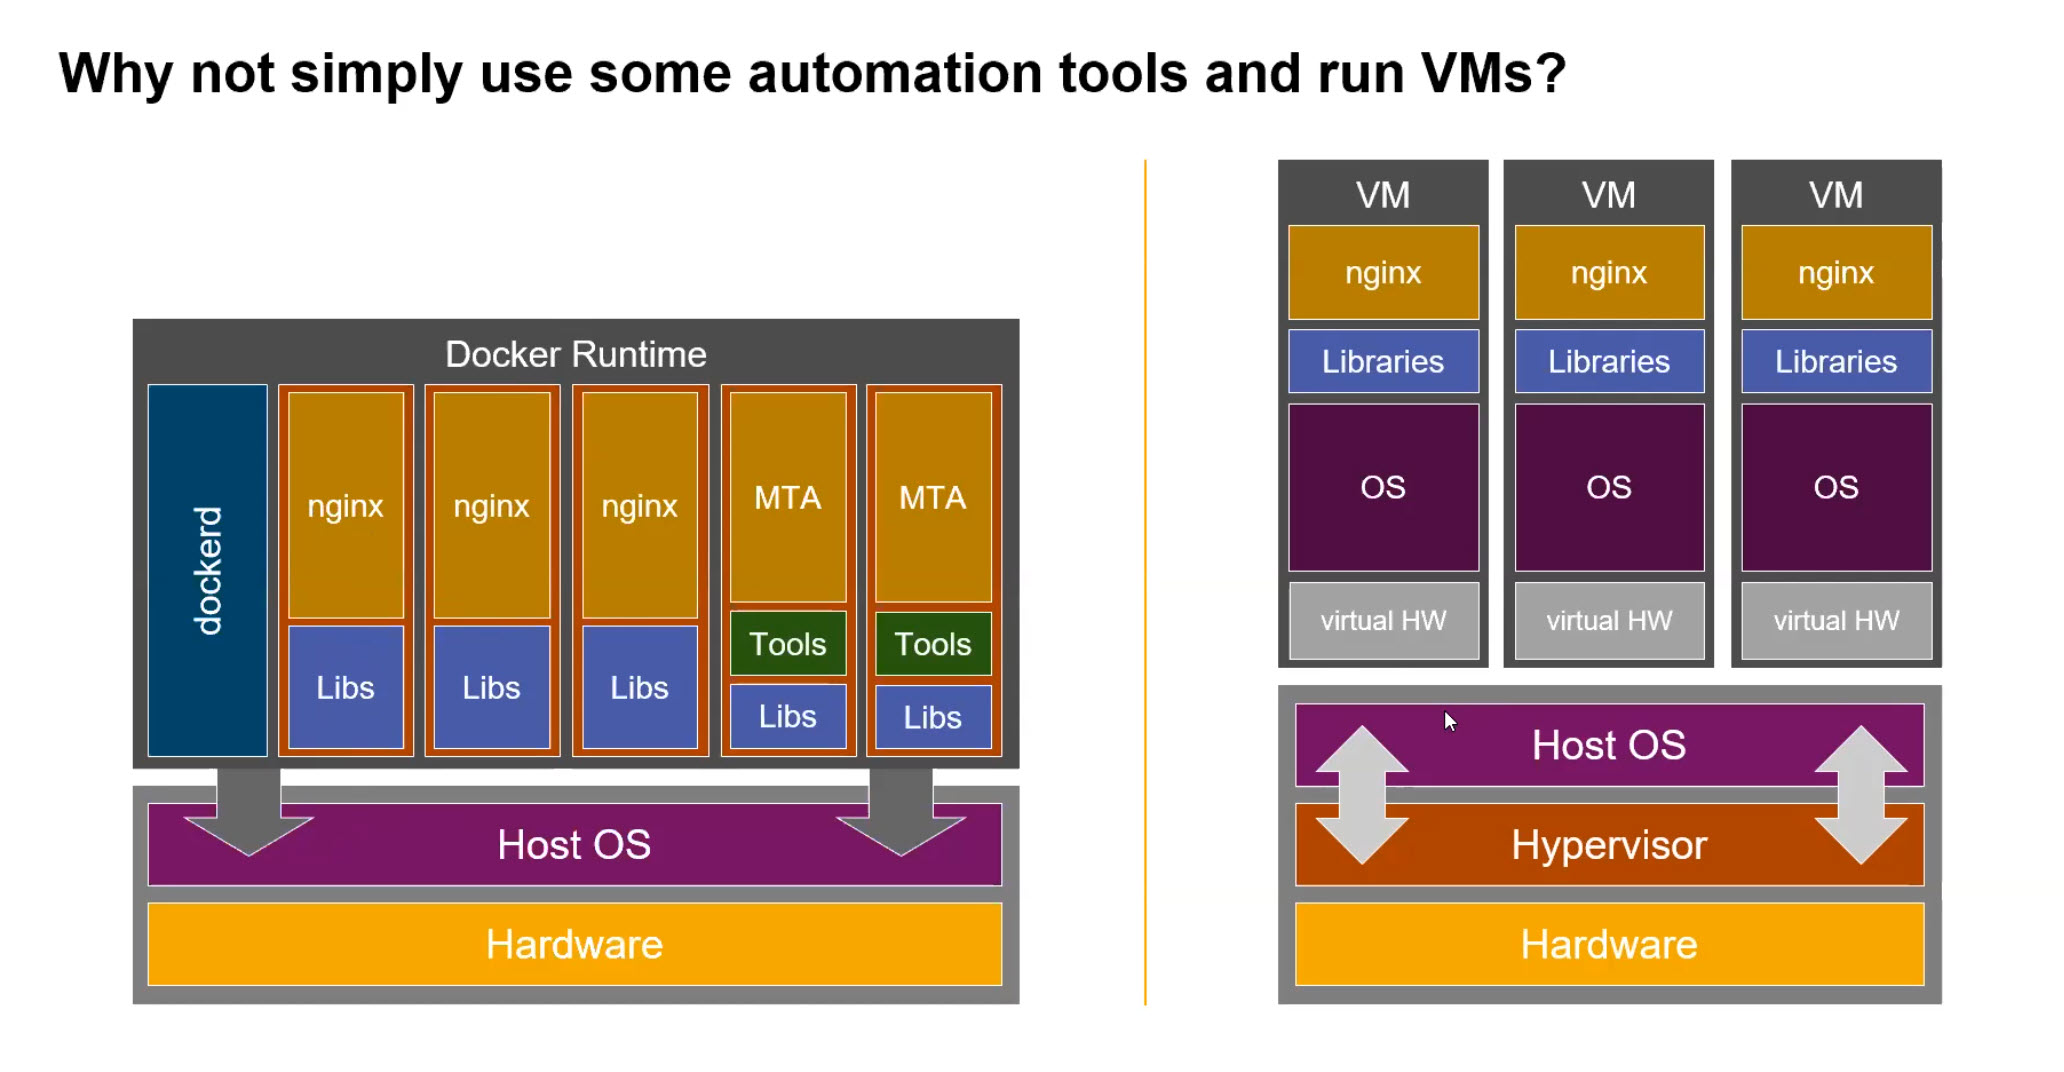 Why not simply use some automation tools and run VMs?
Docker Runtime
dockerd
nginx
Libs
nginx
Libs
nginx
Libs
MTA
Tools
Libs
MTA
Tools
Libs
Host OS
Hardware
VM
nginx
Libraries
OS
virtual HW
VM
nginx
Libraries
OS
virtual HW
VM
nginx
Libraries
OS
virtual HW
Host OS
Hypervisor
Hardware